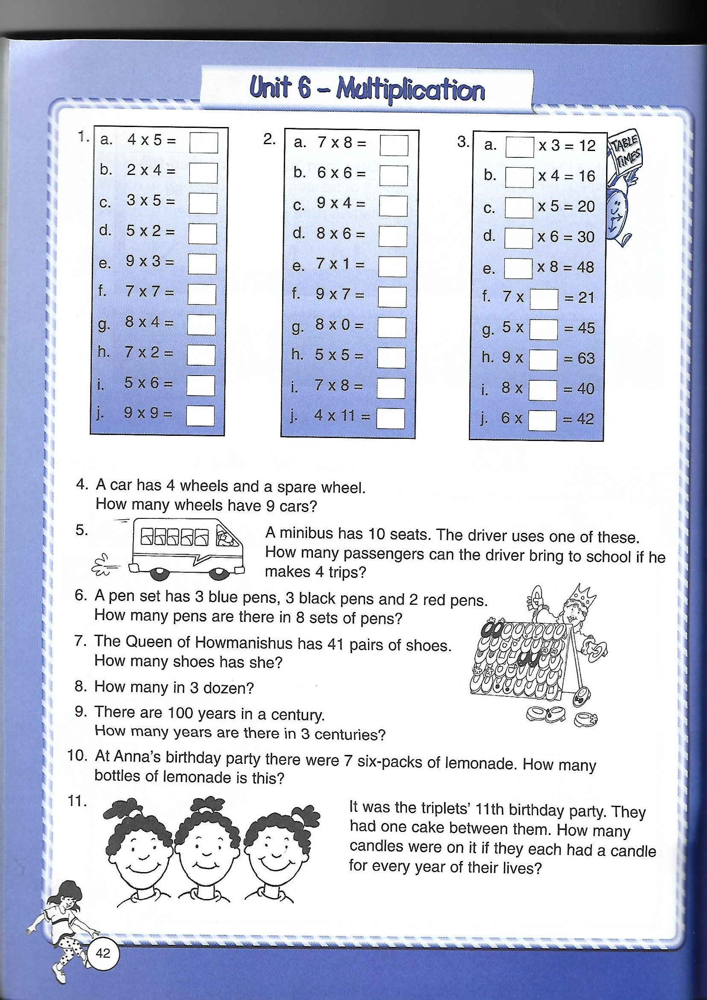 Unit 6 – Multiplication
1.
a. 4 x 5 =
b. 2 x 4 =
c. 3 x 5 =
d. 5 x 2 =
e. 9 x 3 =
f. 7 x 7 =
g. 8 x 4 =
h. 7 x 2 =
i. 5 x 6 =
j. 9 x 9 =
2.
a. 7 x 8 =
b. 6 x 6 =
c. 9 x 4 =
d. 8 x 6 =
e. 7 x 1 =
f. 9 x 7 =
g. 8 x 0 =
h. 5 x 5 =
i. 7 x 8 =
j. 4 x 11 =
3.
a. x 3 = 12
b. x 4 = 16
c. x 5 = 20
d. x 6 = 30
e. x 8 = 48
f. 7 x = 21
g. 5 x = 45
h. 9 x = 63
i. 8 x = 40
j. 6 x = 42
TABLE
TIMES
4. A car has 4 wheels and a spare wheel.
How many wheels have 9 cars?
5. A minibus has 10 seats. The driver uses one of these.
How many passengers can the driver bring to school if he
makes 4 trips?
6. A pen set has 3 blue pens, 3 black pens and 2 red pens.
How many pens are there in 8 sets of pens?
7. The Queen of Howmanishus has 41 pairs of shoes.
How many shoes has she?
8. How many in 3 dozen?
9. There are 100 years in a century.
How many years are there in 3 centuries?
10. At Anna's birthday party there were 7 six-packs of lemonade. How many
bottles of lemonade is this?
11. It was the triplets' 11th birthday party. They
had one cake between them. How many
candles were on it if they each had a candle
for every year of their lives?
42